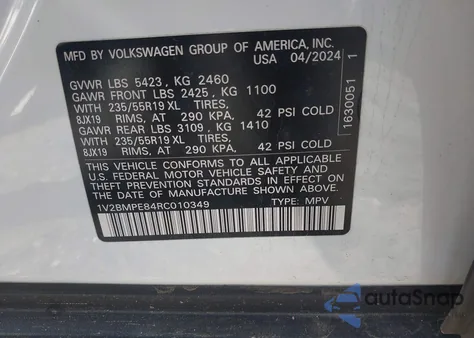 MFD BY VOLKSWAGEN GROUP OF AMERICA, INC.
USA 04/2024
GVWR LBS 5423, KG 2460
GAWR FRONT LBS 2425, KG 1100
WITH 235/55R19 XL TIRES,
8JX19 RIMS, AT 290 KPA, 42 PSI COLD
GAWR REAR LBS 3109, KG 1410
WITH 235/55R19 XL TIRES,
8JX19 RIMS, AT 290 KPA, 42 PSI COLD
THIS VEHICLE CONFORMS TO ALL APPLICABLE
U.S. FEDERAL MOTOR VEHICLE SAFETY AND
THEFT PREVENTION STANDARDS IN EFFECT ON
THE DATE OF MANUFACTURE SHOWN ABOVE.
1V2BMPE84RC010349 TYPE: MPV
1630051 1
autoSnap